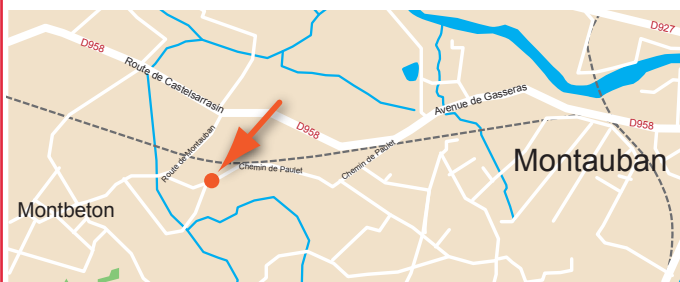 D927
D958
Route de Castelsarrasin
Avenue de Gasseras
D958
D958
Route de Montauban
Chemin de Paulet
Chemin de Paulet
Montauban
Montbeton